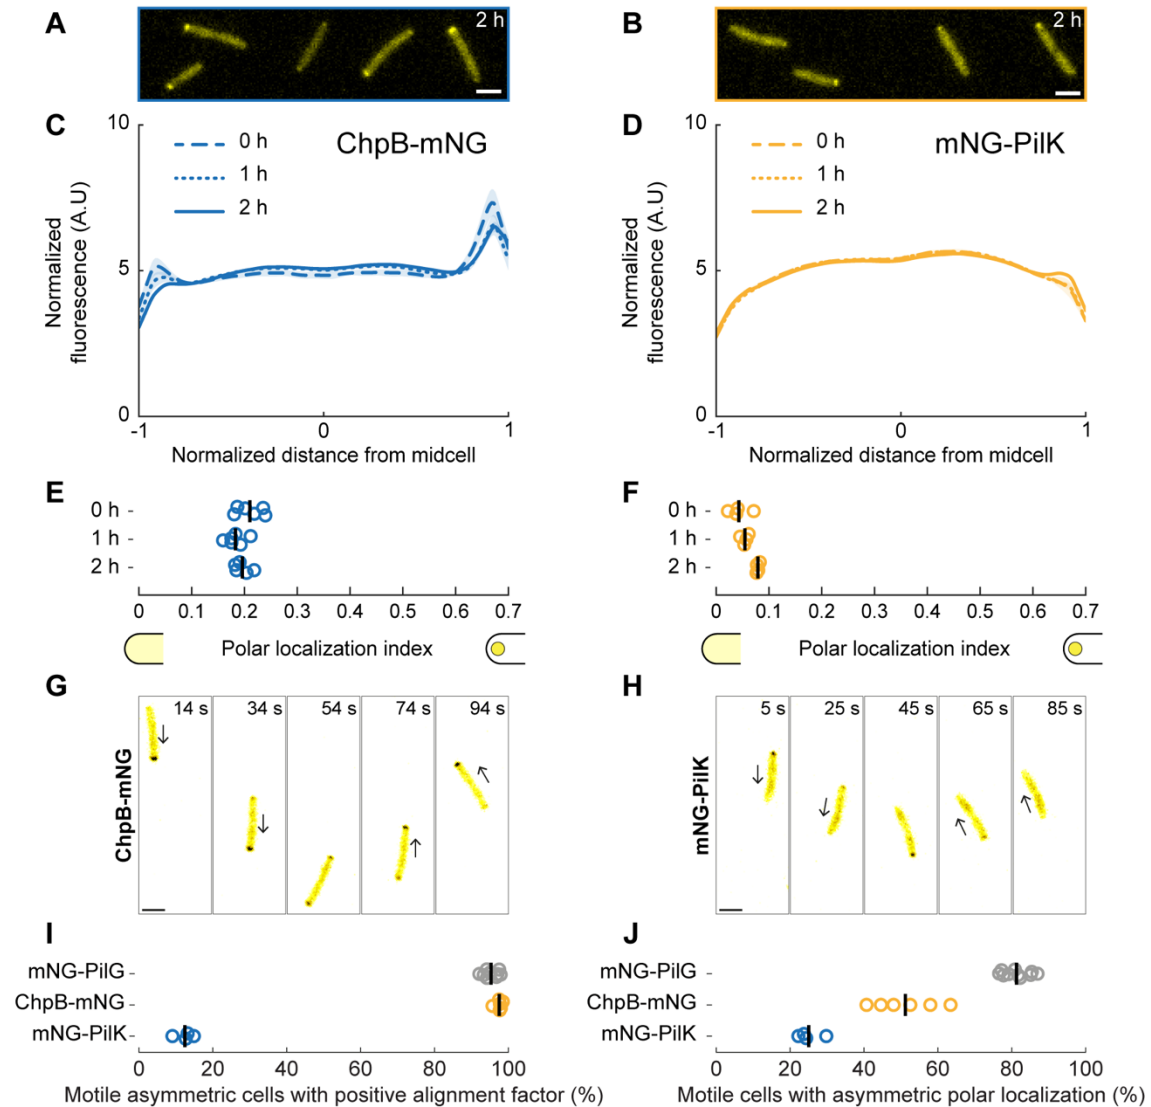 A
2 h
B
2 h
C
10
5
0
Normalized
fluorescence (A.U)
0 h
1 h
2 h
ChpB-mNG
-1
0
1
Normalized distance from midcell
D
10
5
0
Normalized
fluorescence (A.U)
0 h
1 h
2 h
mNG-PilK
-1
0
1
Normalized distance from midcell
E
0 h
1 h
2 h
0 0.1 0.2 0.3 0.4 0.5 0.6 0.7
Polar localization index
F
0 h
1 h
2 h
0 0.1 0.2 0.3 0.4 0.5 0.6 0.7
Polar localization index
G
ChpB-mNG
14 s 34 s 54 s 74 s 94 s
H
mNG-PilK
5 s 25 s 45 s 65 s 85 s
I
mNG-PilG
ChpB-mNG
mNG-PilK
0 20 40 60 80 100
Motile asymmetric cells with positive alignment factor (%)
J
mNG-PilG
ChpB-mNG
mNG-PilK
0 20 40 60 80 100
Motile cells with asymmetric polar localization (%)